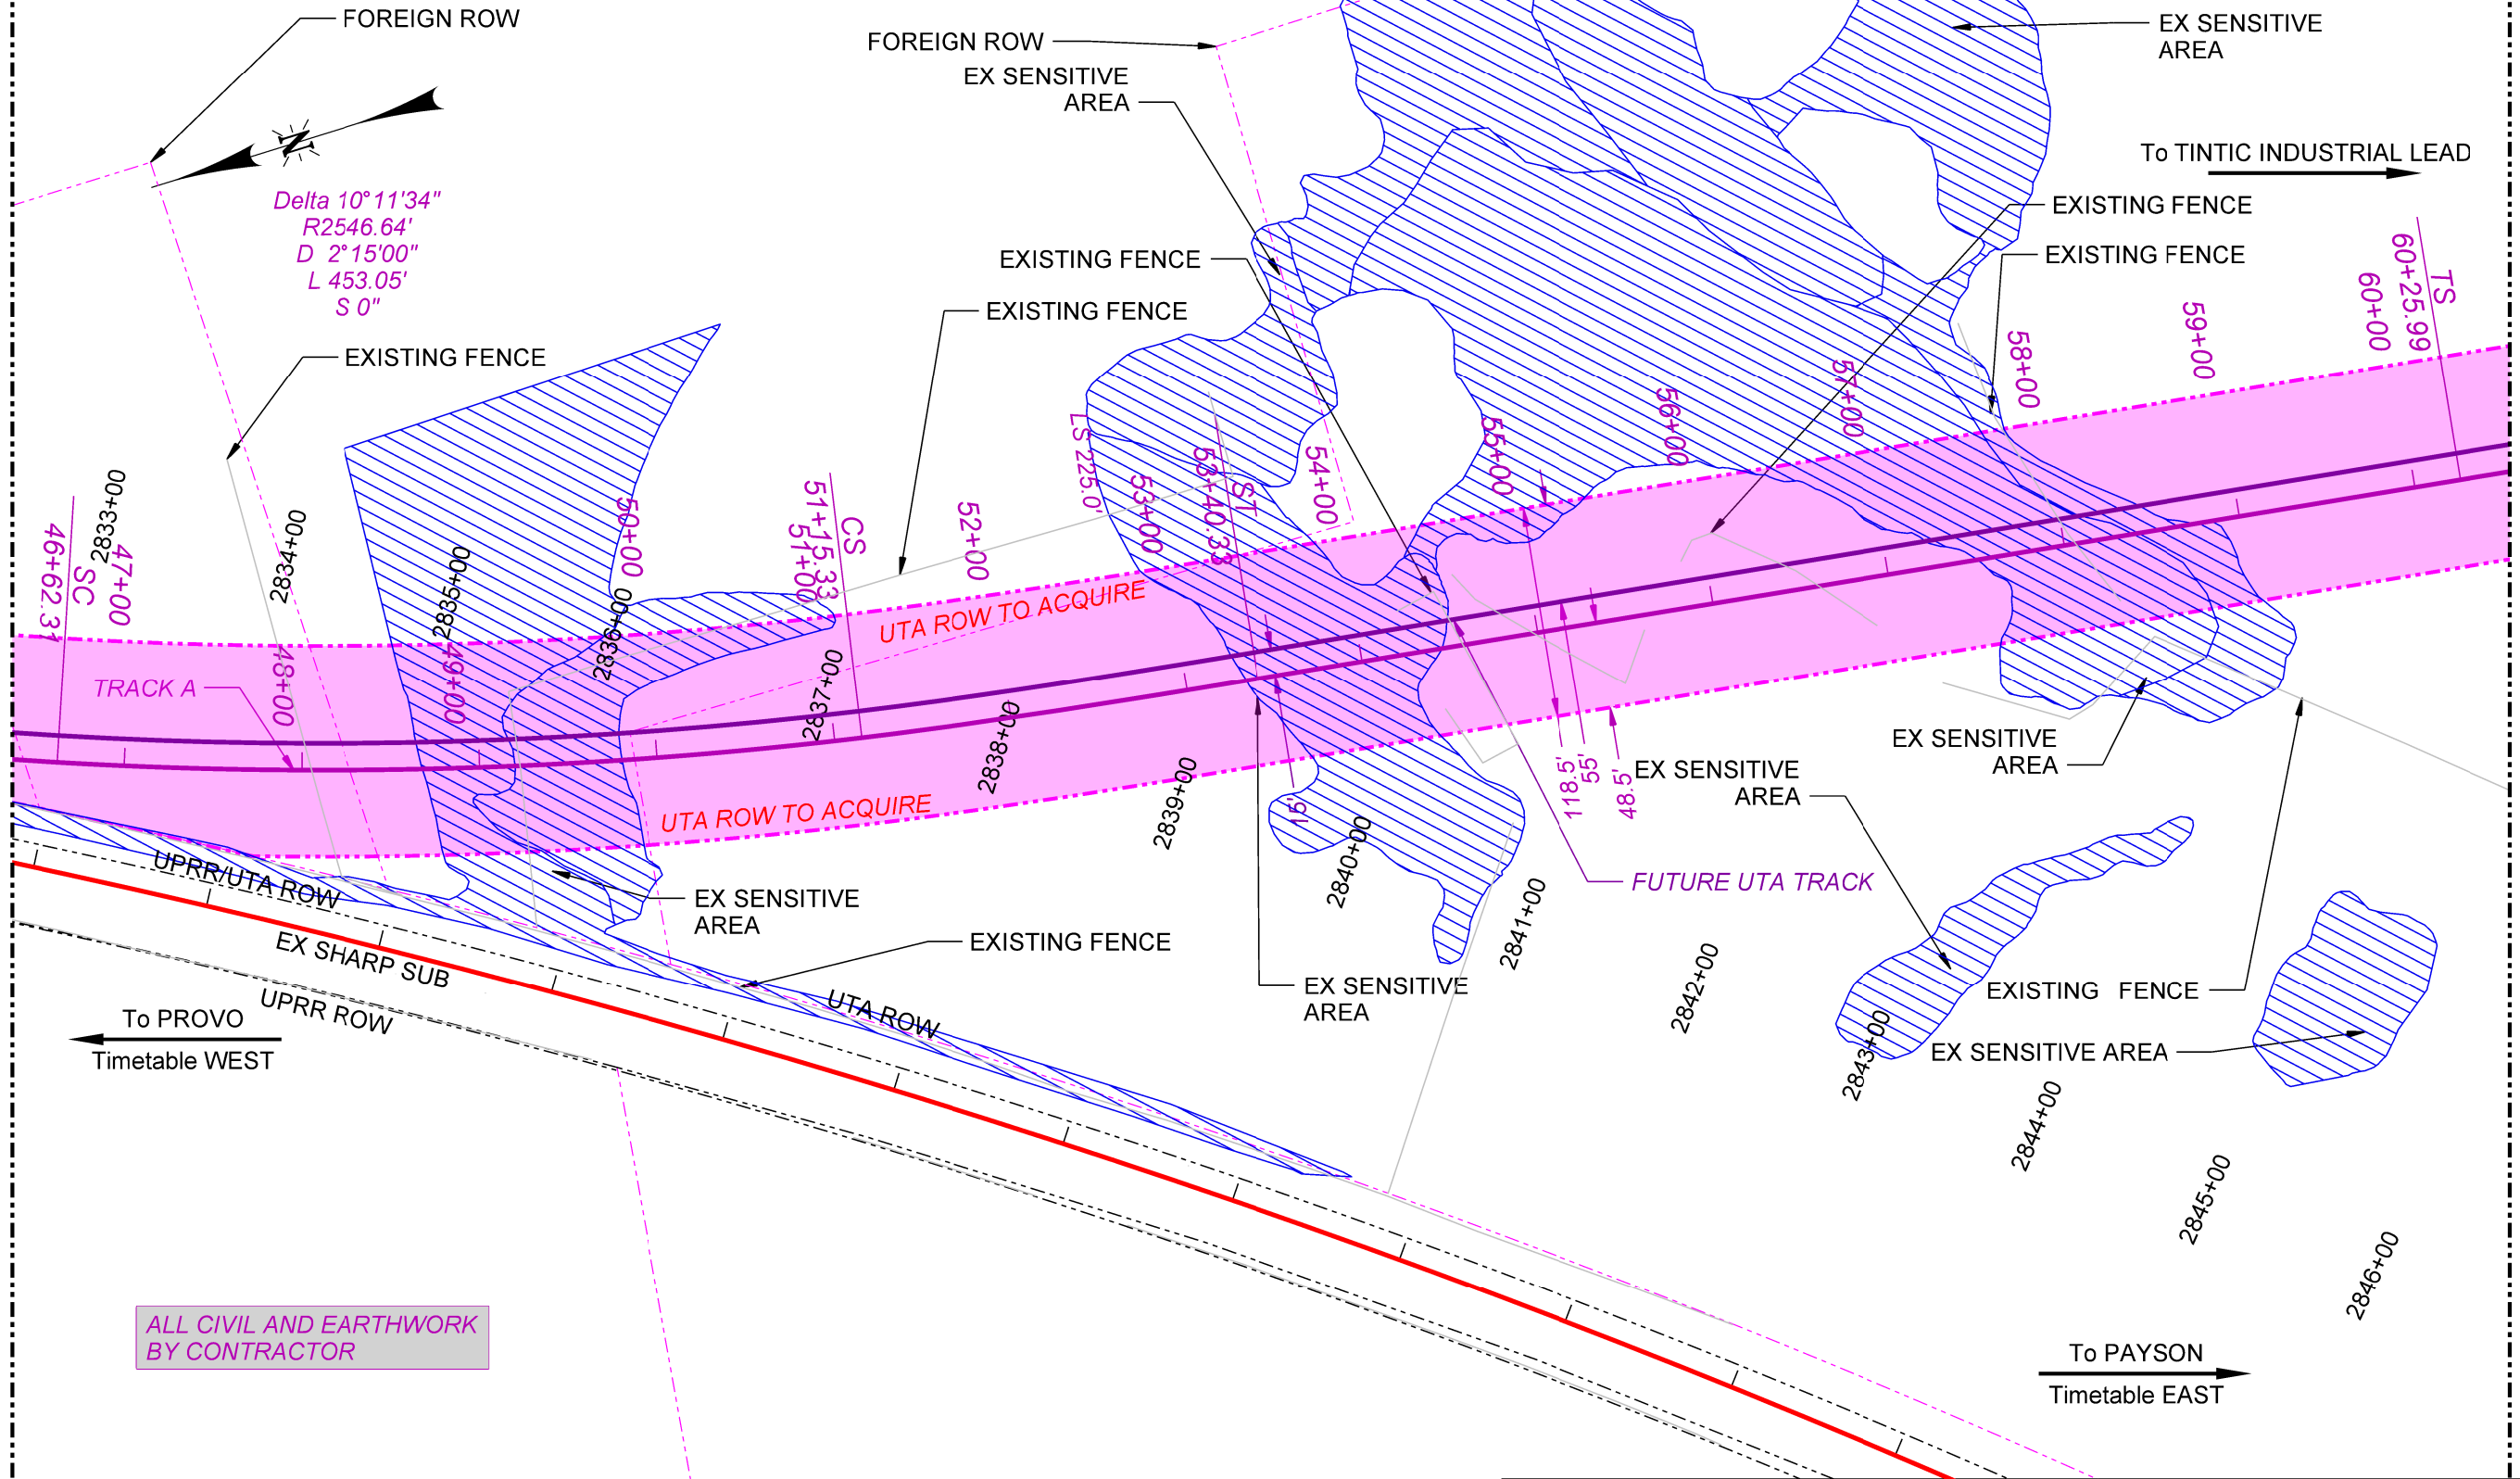 FOREIGN ROW
FOREIGN ROW
EX SENSITIVE
AREA
EX SENSITIVE
AREA
To TINTIC INDUSTRIAL LEAD
N
Delta 10°11'34"
R2546.64'
D 2°15'00"
L 453.05'
S 0"
EXISTING FENCE
EXISTING FENCE
EXISTING FENCE
EXISTING FENCE
EXISTING FENCE
TS
60+25.99
60+00
59+00
58+00
57+00
56+00
55+00
54+00
ST
53+40.33
53+00
LS 225.0'
52+00
CS
51+15.33
51+00
50+00
49+00
48+00
47+00
SC
46+62.31
2833+00
2834+00
2835+00
2836+00
2837+00
2838+00
2839+00
2840+00
2841+00
2842+00
2843+00
2844+00
2845+00
2846+00
TRACK A
UTA ROW TO ACQUIRE
UTA ROW TO ACQUIRE
15'
118.5'
55'
48.5'
EX SENSITIVE
AREA
EX SENSITIVE
AREA
FUTURE UTA TRACK
UPRR/UTA ROW
EX SENSITIVE
AREA
EXISTING FENCE
EX SHARP SUB
UPRR ROW
UTA ROW
EX SENSITIVE
AREA
EXISTING FENCE
EX SENSITIVE AREA
To PROVO
Timetable WEST
ALL CIVIL AND EARTHWORK
BY CONTRACTOR
To PAYSON
Timetable EAST